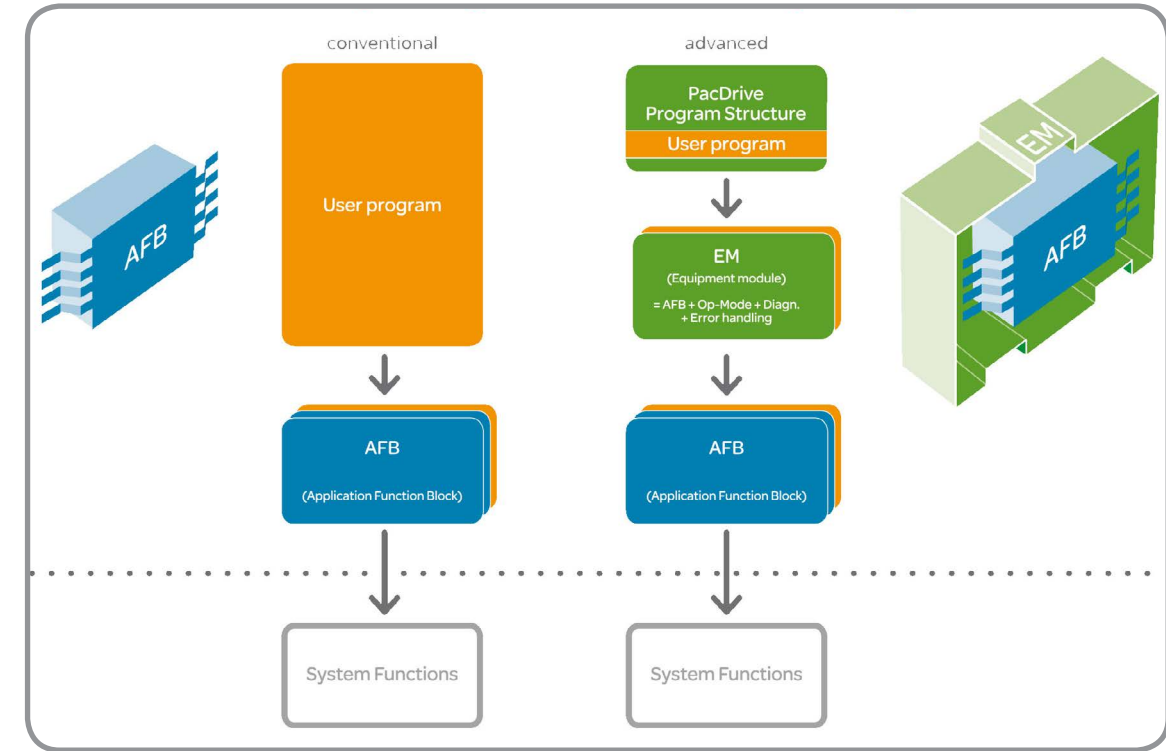 conventional
advanced
PacDrive
Program Structure
User program
EM
AFB
AFB
User program
EM
(Equipment module)
= AFB + Op-Mode + Diagn.
+ Error handling
AFB
(Application Function Block)
AFB
(Application Function Block)
System Functions
System Functions